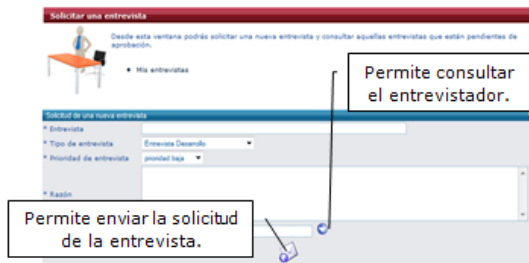 Solicitar una entrevista
Desde esta ventana podrás solicitar una nueva entrevista y consultar aquellas entrevistas que están pendientes de
aprobación.
Mis entrevistas
Permite consultar
el entrevistador.
Solicitud de una nueva entrevista
* Entrevista
* Tipo de entrevista Entrevista Desarrollo
* Prioridad de entrevista prioridad baja
* Razón
Permite enviar la solicitud
de la entrevista.